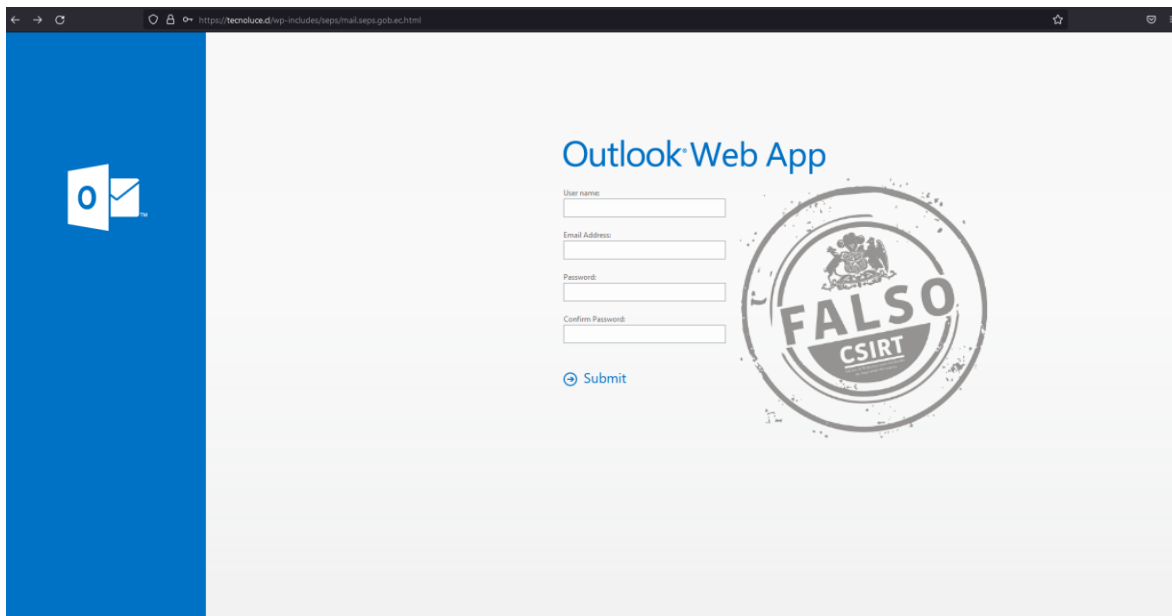 https://tecnoluce.cl/wp-includes/seps/mail.seps.gob.ec.html
O
TM
Outlook® Web App
User name:
Email Address:
Password:
Confirm Password:
Submit
FALSO
CSIRT